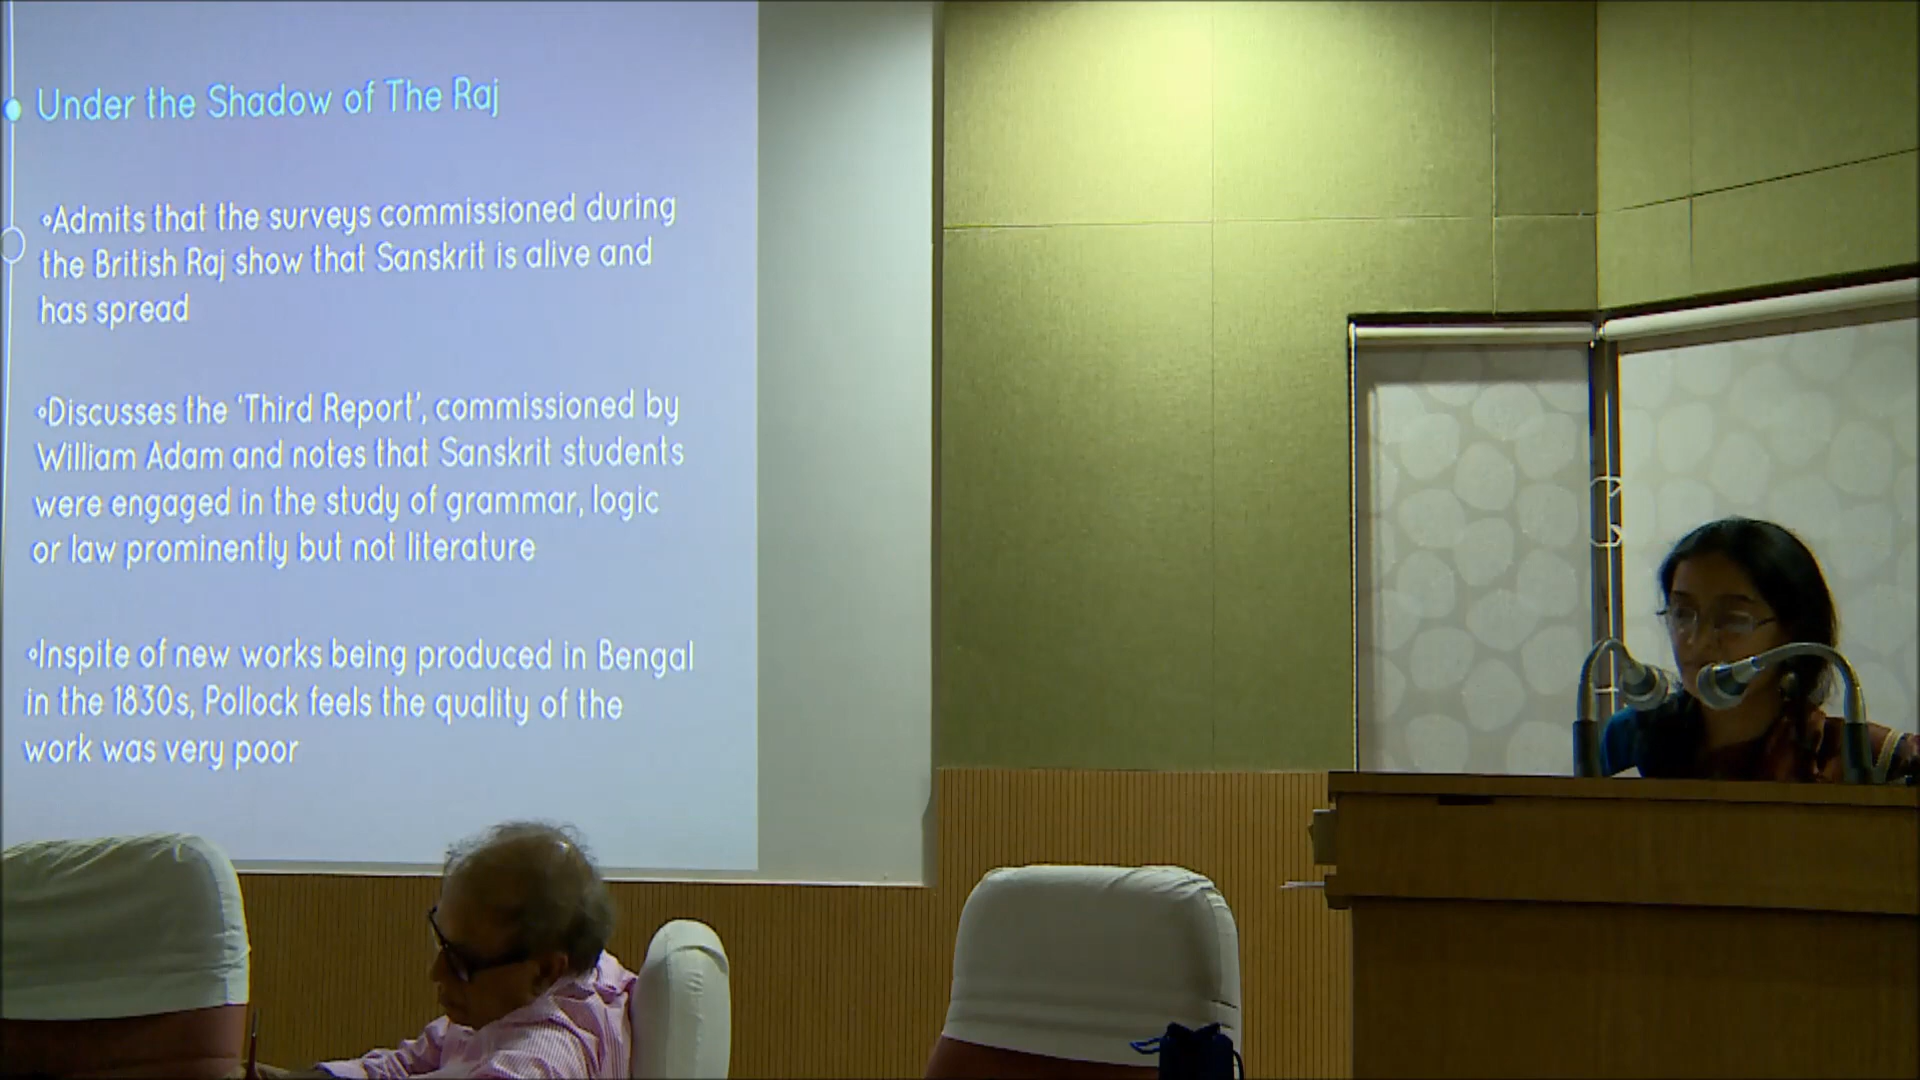 Under the Shadow of The Raj
◦Admits that the surveys commissioned during
the British Raj show that Sanskrit is alive and
has spread
◦Discusses the ‘Third Report’, commissioned by
William Adam and notes that Sanskrit students
were engaged in the study of grammar, logic
or law prominently but not literature
◦Inspite of new works being produced in Bengal
in the 1830s, Pollock feels the quality of the
work was very poor